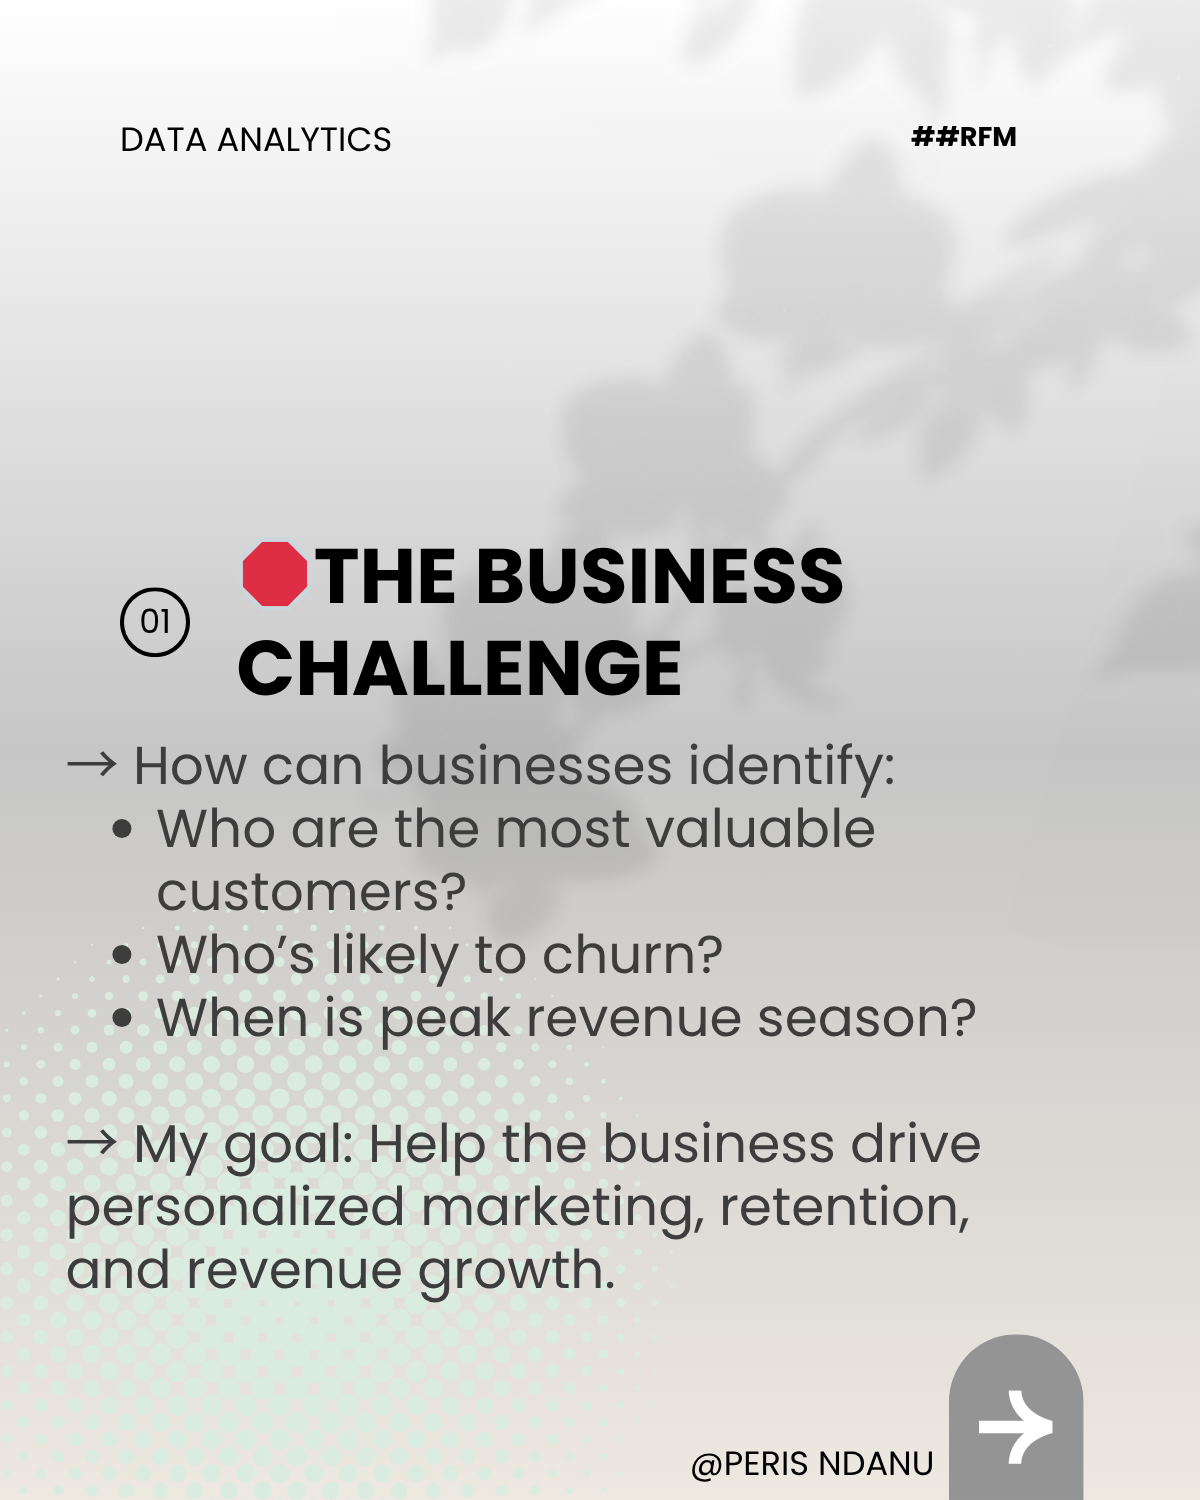 DATA ANALYTICS
##RFM
01
🛑THE BUSINESS
CHALLENGE
→ How can businesses identify:
• Who are the most valuable
customers?
• Who’s likely to churn?
• When is peak revenue season?
→ My goal: Help the business drive
personalized marketing, retention,
and revenue growth.
@PERIS NDANU